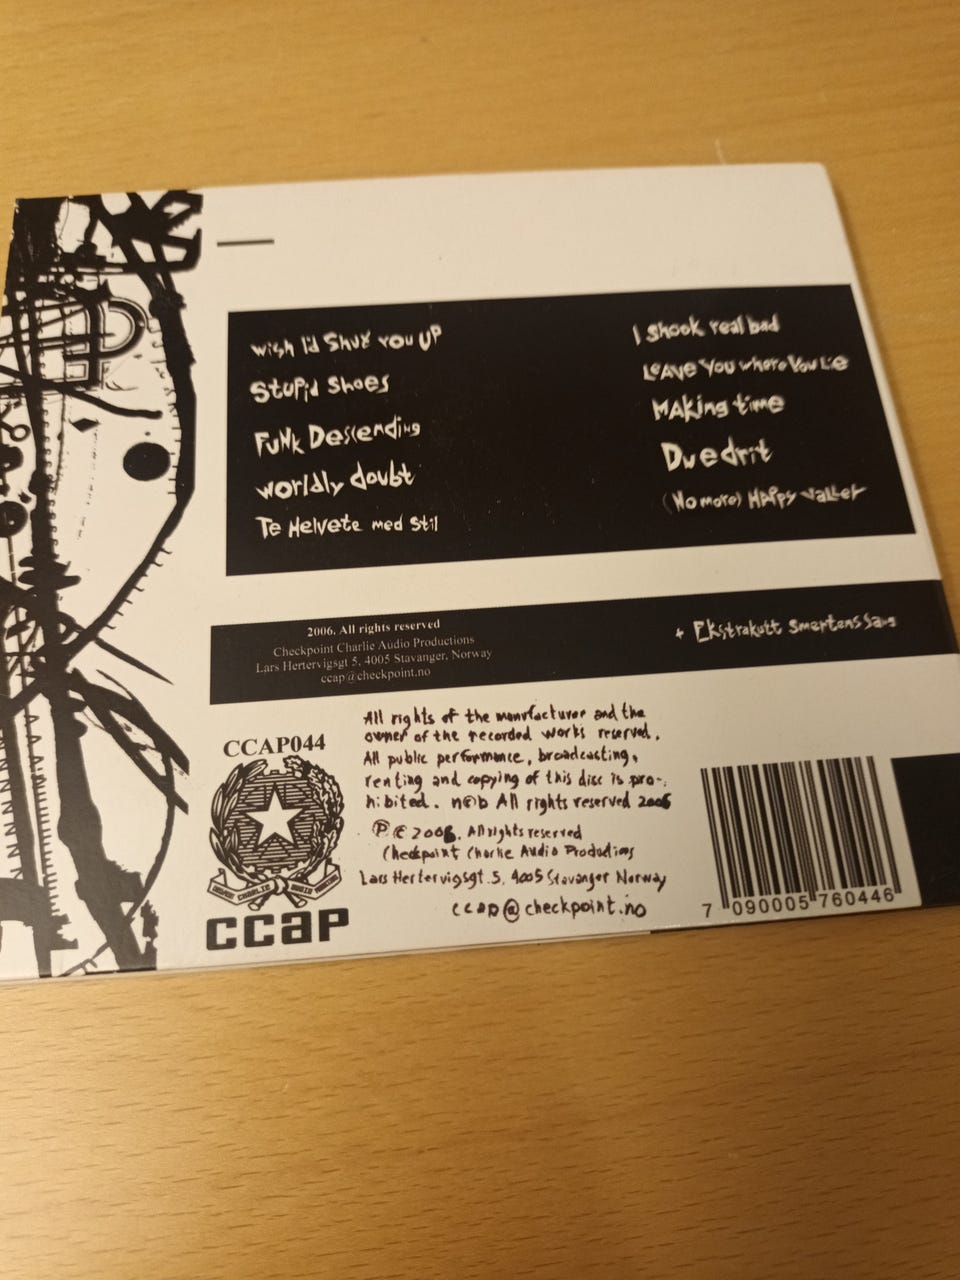 Wish I'd Shut You UP
Stupid Shoes
Funk Descending
Worldly doubt
Te Helvete med Stil
I shook real bad
Leave You where You Lie
Making time
Duedrit
(No more) Happy Valley
2006. All rights reserved
Checkpoint Charlie Audio Productions
Lars Hertervigsgt 5, 4005 Stavanger, Norway
ccap@checkpoint.no
+ Ekstrakutt Smertens Sang
CCAP044
CCaP
All rights of the manufacturer and the
owner of the recorded works reserved.
All public performance, broadcasting,
renting and copying of this disc is pro-
hibited. n©b All rights reserved 2006
℗ © 2006. All rights reserved
Checkpoint Charlie Audio Productions
Lars Hertervigsgt 5, 4005 Stavanger Norway
ccap@checkpoint.no
7 090005 760446